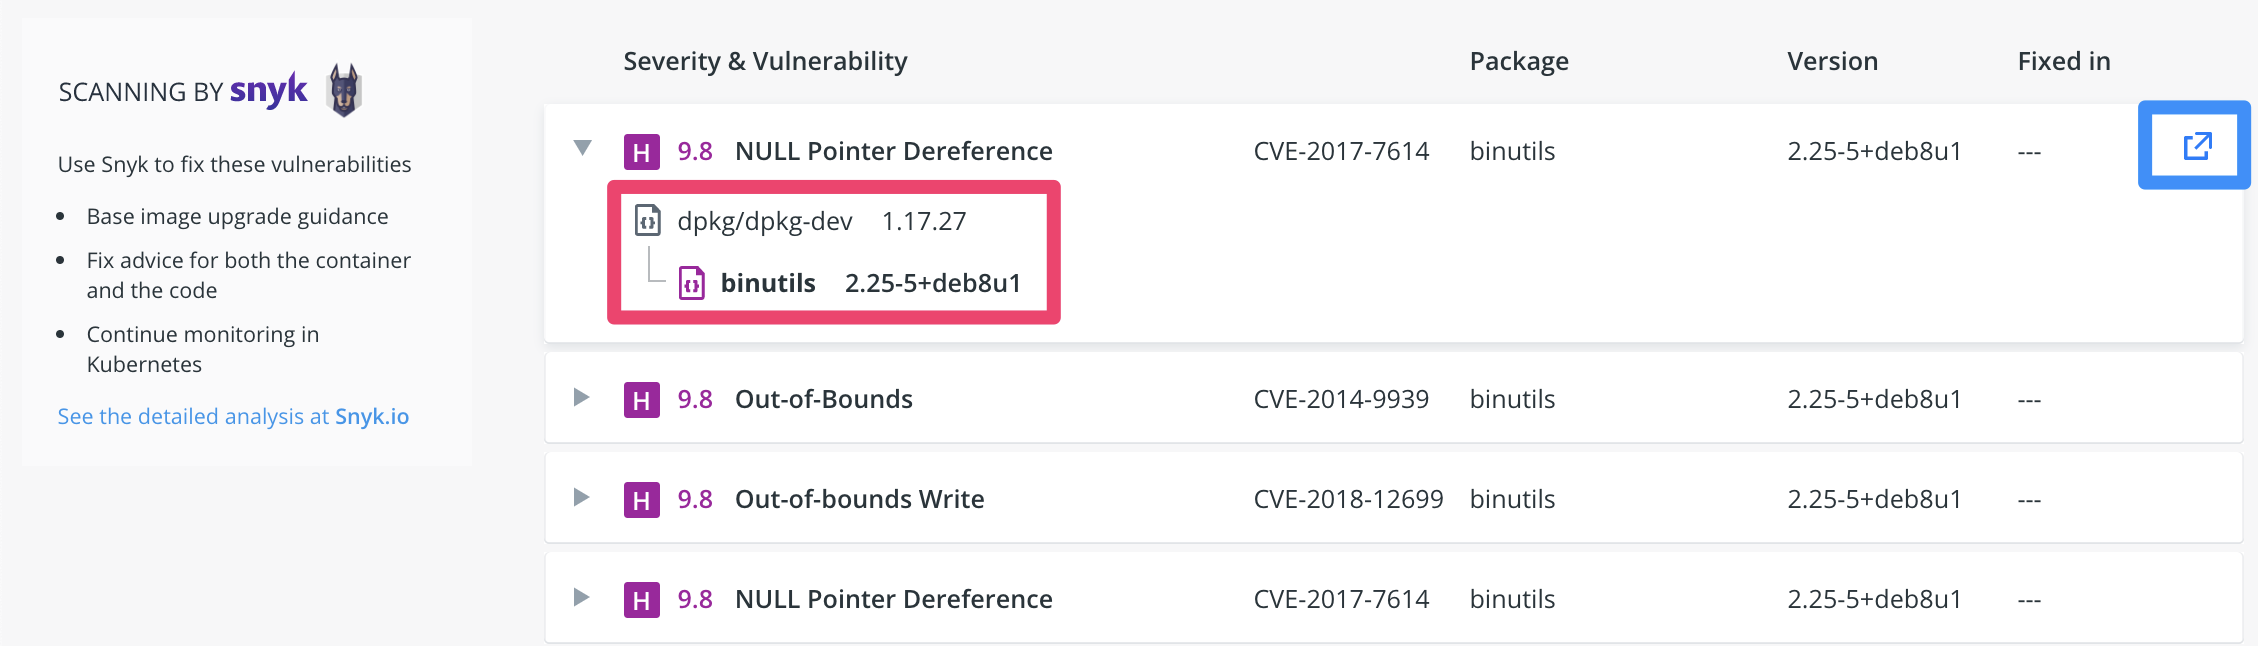 SCANNING BY snyk
Use Snyk to fix these vulnerabilities
• Base image upgrade guidance
• Fix advice for both the container
and the code
• Continue monitoring in
Kubernetes
See the detailed analysis at Snyk.io
Severity & Vulnerability Package Version Fixed in
H 9.8 NULL Pointer Dereference CVE-2017-7614 binutils 2.25-5+deb8u1 ---
dpkg/dpkg-dev 1.17.27
binutils 2.25-5+deb8u1
H 9.8 Out-of-Bounds CVE-2014-9939 binutils 2.25-5+deb8u1 ---
H 9.8 Out-of-bounds Write CVE-2018-12699 binutils 2.25-5+deb8u1 ---
H 9.8 NULL Pointer Dereference CVE-2017-7614 binutils 2.25-5+deb8u1 ---